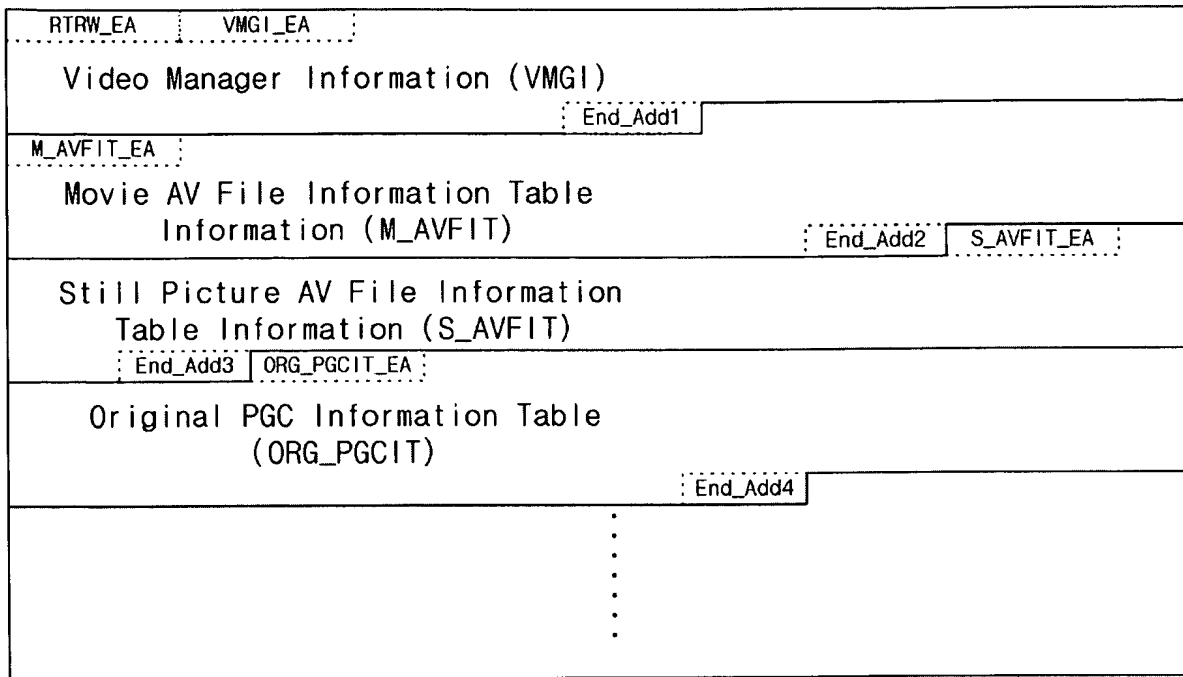 RTRW_EA VMGI_EA
Video Manager Information (VMGI)
End_Add1
M_AVFIT_EA
Movie AV File Information Table
Information (M_AVFIT)
End_Add2 S_AVFIT_EA
Still Picture AV File Information
Table Information (S_AVFIT)
End_Add3 ORG_PGCIT_EA
Original PGC Information Table
(ORG_PGCIT)
End_Add4